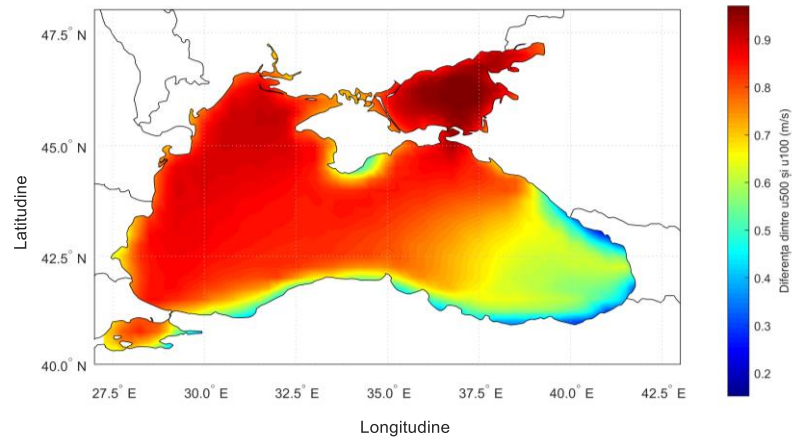 47.5° N
45.0° N
42.5° N
40.0° N
Latitudine
27.5° E 30.0° E 32.5° E 35.0° E 37.5° E 40.0° E 42.5° E
Longitudine
0.9
0.8
0.7
0.6
0.5
0.4
0.3
0.2
Diferența dintre u500 și u100 (m/s)